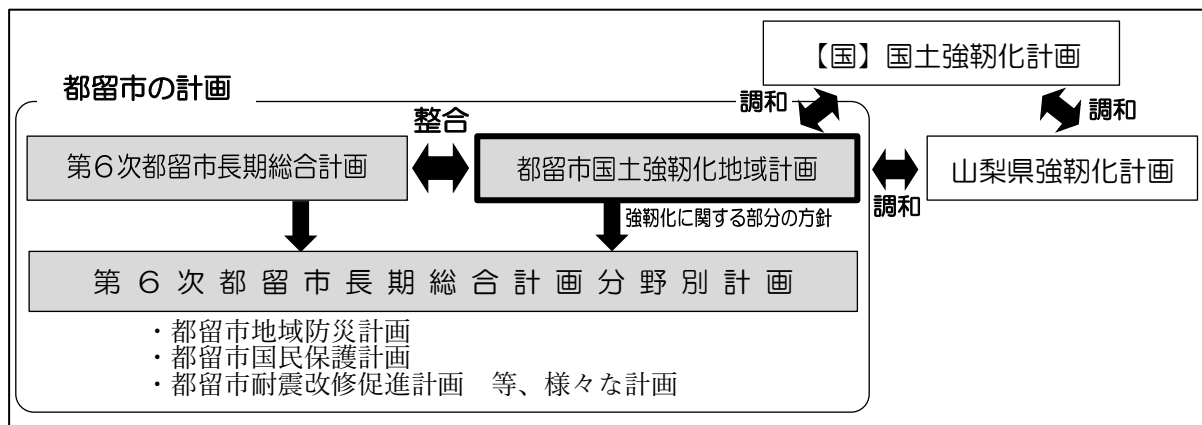 【国】国土強靱化計画
都留市の計画
調和
調和
整合
第6次都留市長期総合計画
都留市国土強靱化地域計画
山梨県強靱化計画
調和
強靱化に関する部分の方針
第6次都留市長期総合計画分野別計画
・都留市地域防災計画
・都留市国民保護計画
・都留市耐震改修促進計画　等、様々な計画